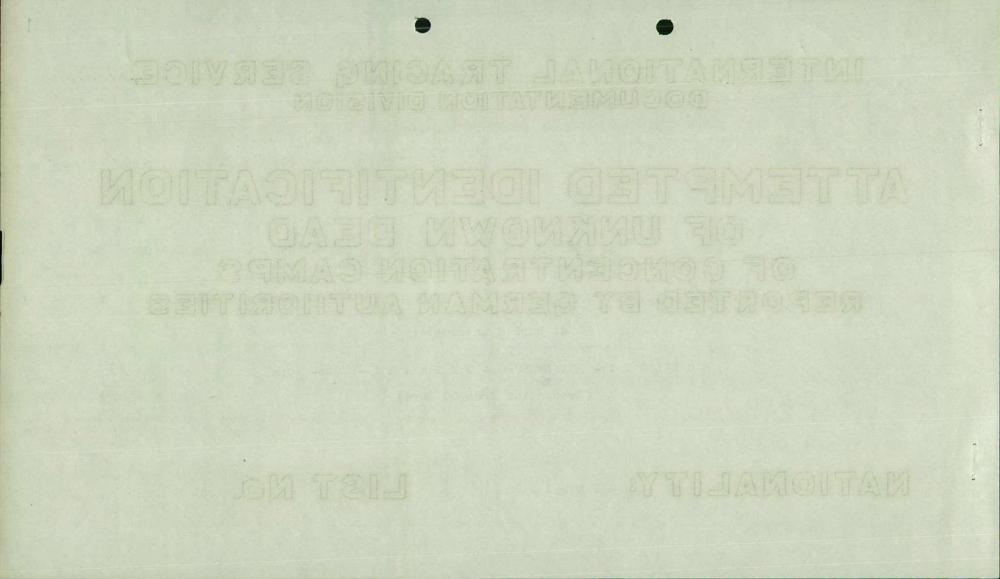 INTERNATIONAL TRACING SERVICE
DOCUMENTATION DIVISION
ATTEMPTED IDENTIFICATION
OF UNKNOWN DEAD
OF CONCENTRATION CAMPS
REPORTED BY GERMAN AUTHORITIES
NATIONALITY: LIST No.